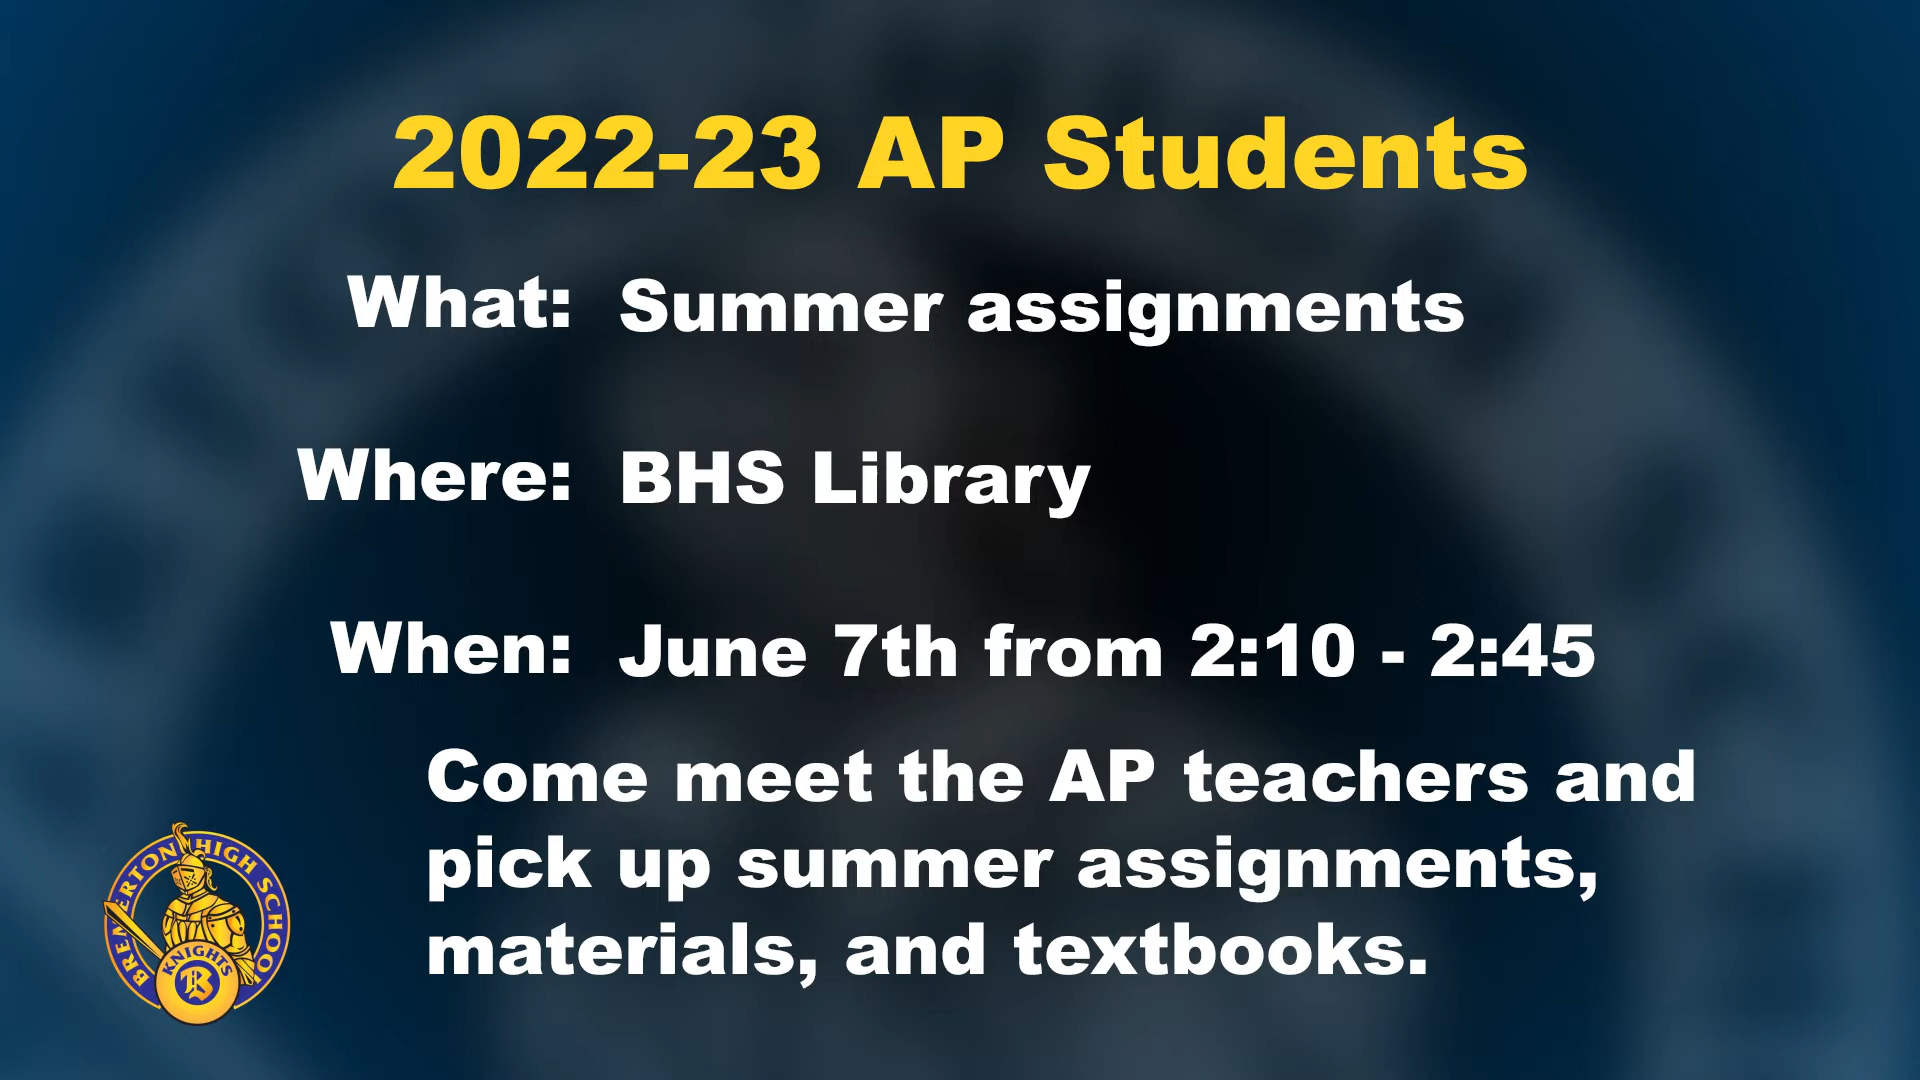 2022-23 AP Students
What: Summer assignments
Where: BHS Library
When: June 7th from 2:10 - 2:45
Come meet the AP teachers and
pick up summer assignments,
materials, and textbooks.
BREMERTON HIGH SCHOOL
KNIGHTS
B